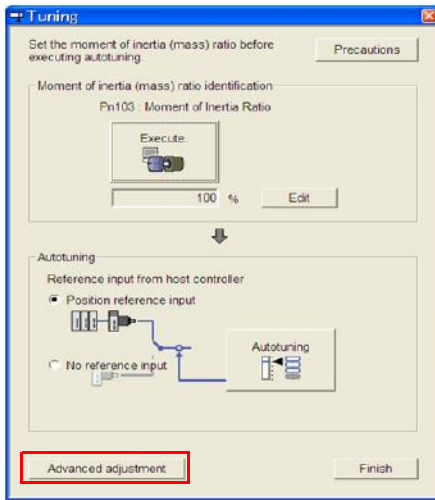 Tuning
Set the moment of inertia (mass) ratio before
executing autotuning.
Precautions
Moment of inertia (mass) ratio identification
Pn103 : Moment of Inertia Ratio
Execute.
100 %
Edit
Autotuning
Reference input from host controller
Position reference input
No reference input
Autotuning
Advanced adjustment
Finish